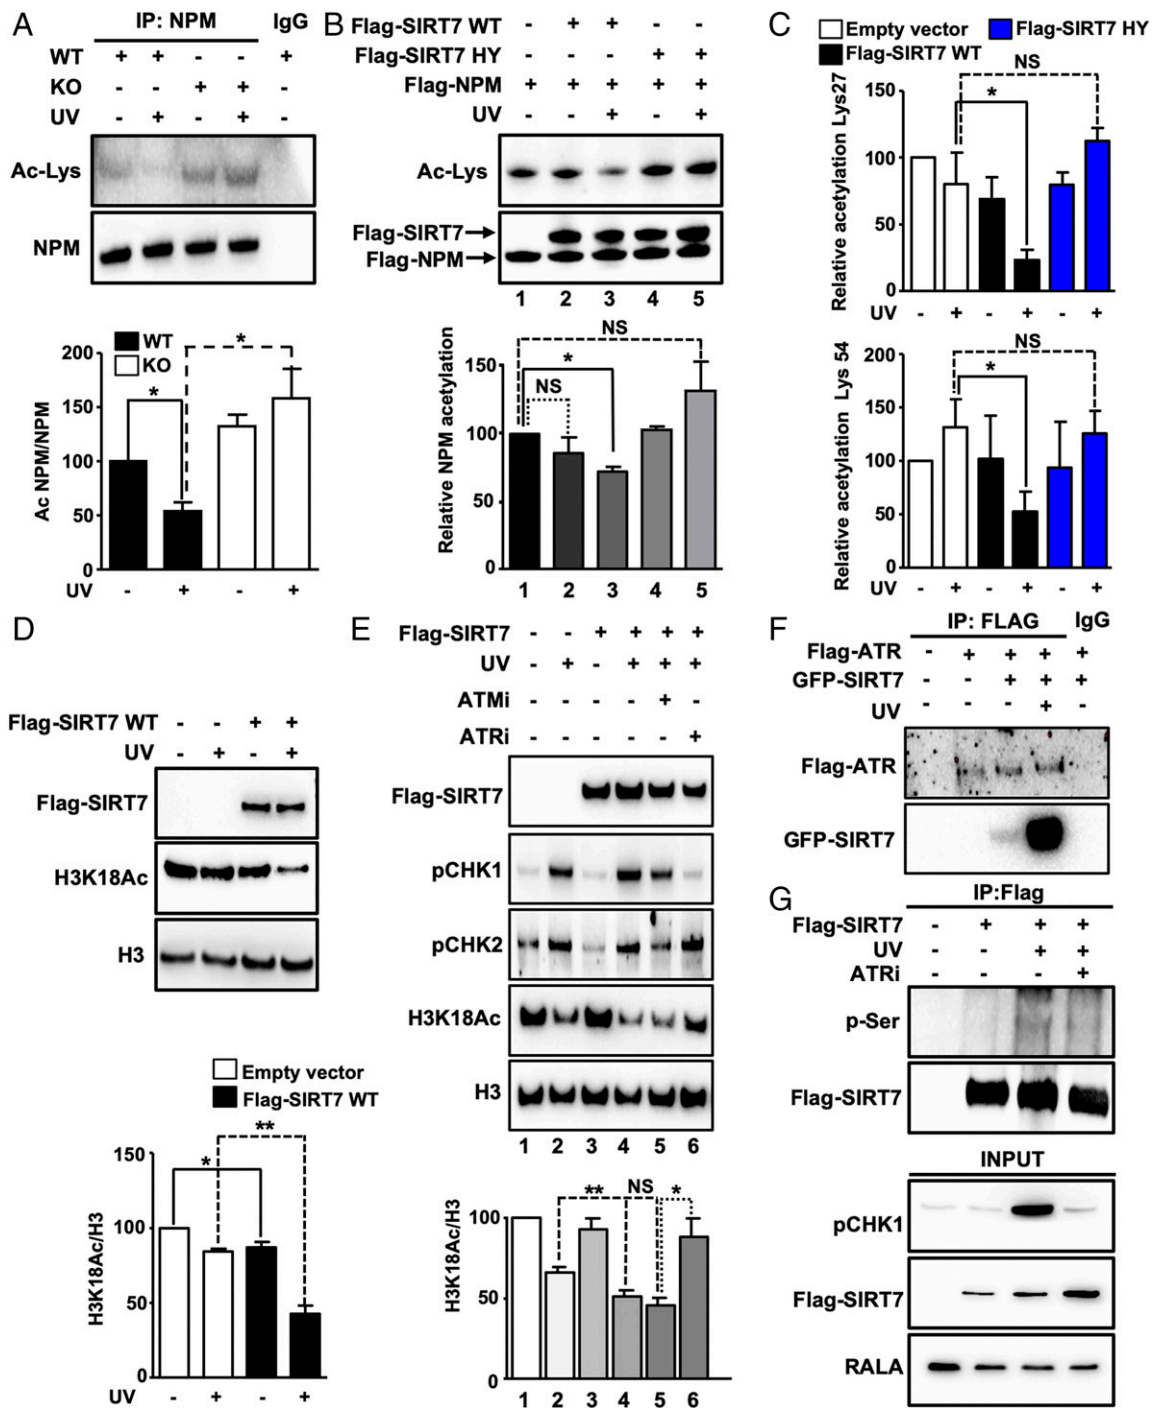 A
IP: NPM IgG
WT + + - - +
KO - - + + -
UV - + - + -
Ac-Lys
NPM
WT
KO
Ac NPM/NPM
200
150
100
50
0
* *
UV - + - +
B
Flag-SIRT7 WT - + + - -
Flag-SIRT7 HY - - - + +
Flag-NPM + + + + +
UV - - + - +
Ac-Lys
Flag-SIRT7
Flag-NPM
1 2 3 4 5
Relative NPM acetylation
150
100
50
0
NS
*
NS
1 2 3 4 5
C
Empty vector Flag-SIRT7 HY
Flag-SIRT7 WT
Relative acetylation Lys27
150
100
50
0
NS
*
UV - + - + - +
Relative acetylation Lys 54
200
150
100
50
0
NS
*
UV - + - + - +
D
Flag-SIRT7 WT - - + +
UV - + - +
Flag-SIRT7
H3K18Ac
H3
Empty vector
Flag-SIRT7 WT
H3K18Ac/H3
150
100
50
0
**
*
UV - + - +
E
Flag-SIRT7 - - + + + +
UV - + - + + +
ATMi - - - - + -
ATRi - - - - - +
Flag-SIRT7
pCHK1
pCHK2
H3K18Ac
H3
1 2 3 4 5 6
H3K18Ac/H3
100
50
0
** NS *
1 2 3 4 5 6
F
IP: FLAG IgG
Flag-ATR - + + + +
GFP-SIRT7 - - + + +
UV - - - + -
Flag-ATR
GFP-SIRT7
G
IP:Flag
Flag-SIRT7 - + + +
UV - - + +
ATRi - - - +
p-Ser
Flag-SIRT7
INPUT
pCHK1
Flag-SIRT7
RALA